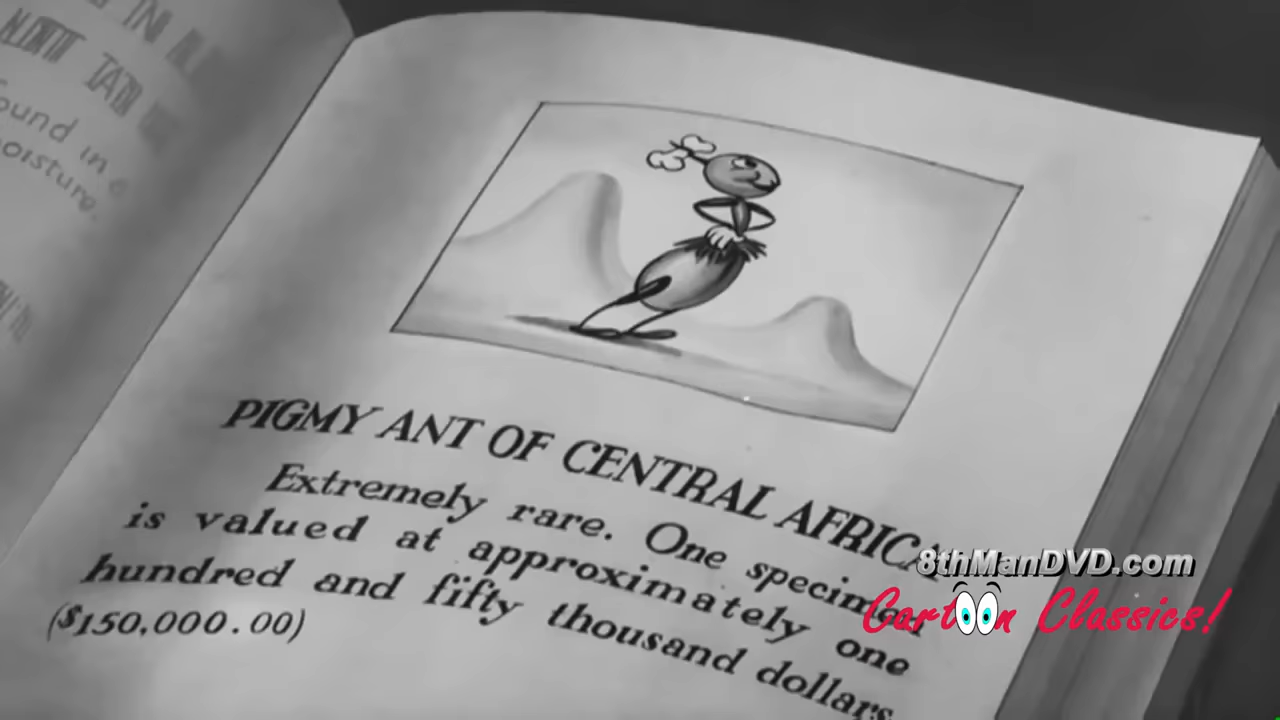 IN
found in a
moisture.
PIGMY ANT OF CENTRAL AFRICA
Extremely rare. One specimen
is valued at approximately one
hundred and fifty thousand dollars
($150,000.00)
8thManDVD.com
Cartoon Classics!